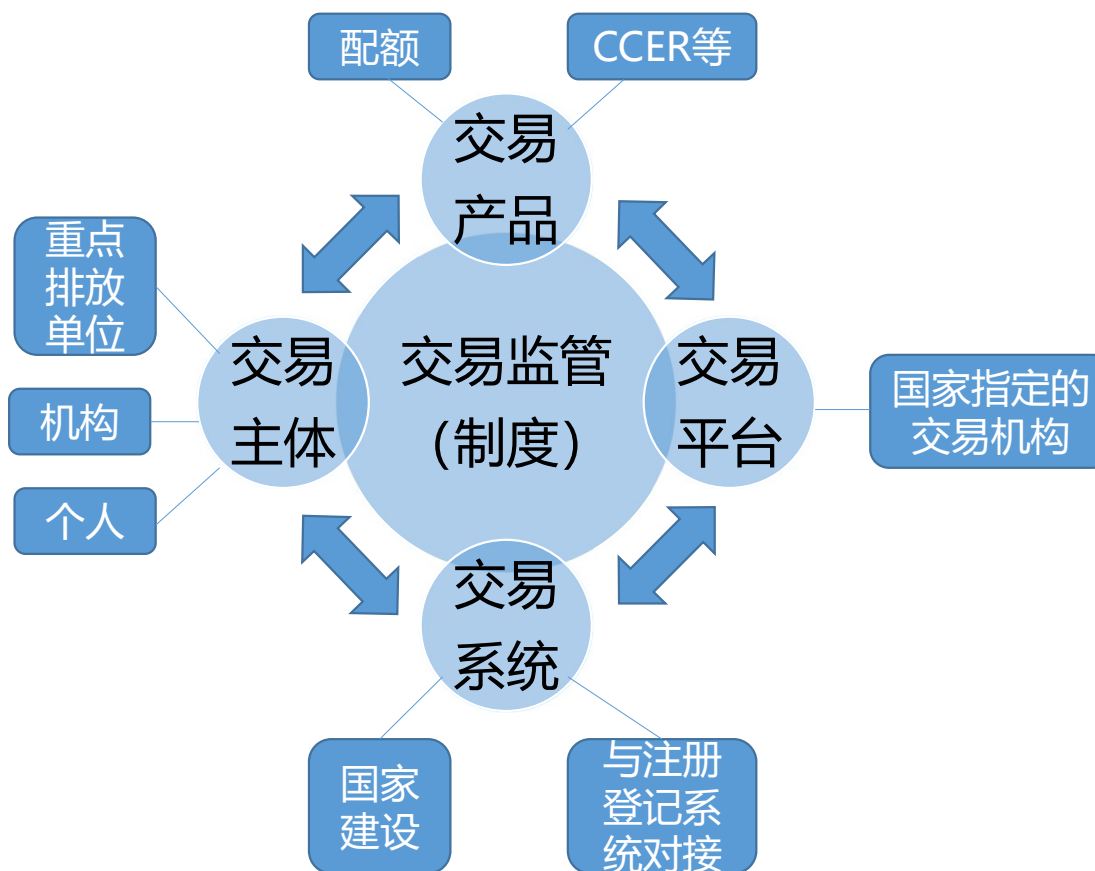 配额
CCER等
交易
产品
重点
排放
单位
交易
主体
机构
个人
交易监管
（制度）
交易
平台
国家指定的
交易机构
交易
系统
国家
建设
与注册
登记系
统对接